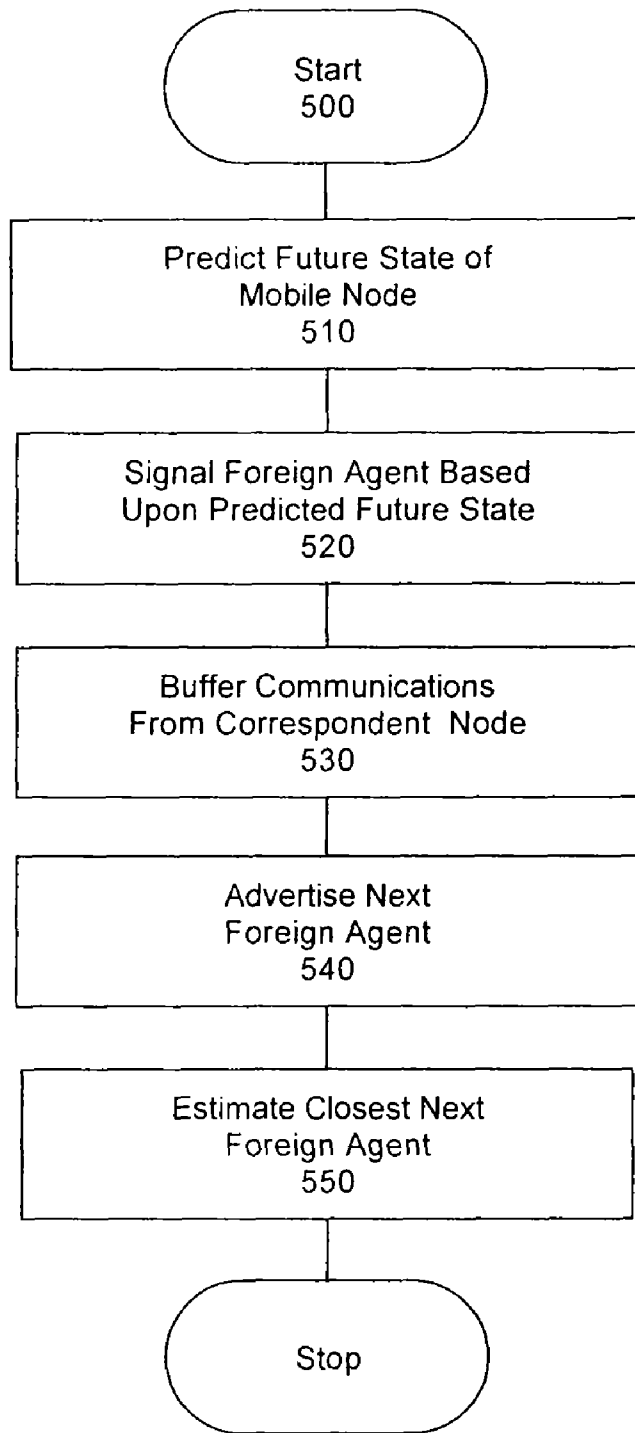 Start
500
Predict Future State of
Mobile Node
510
Signal Foreign Agent Based
Upon Predicted Future State
520
Buffer Communications
From Correspondent Node
530
Advertise Next
Foreign Agent
540
Estimate Closest Next
Foreign Agent
550
Stop